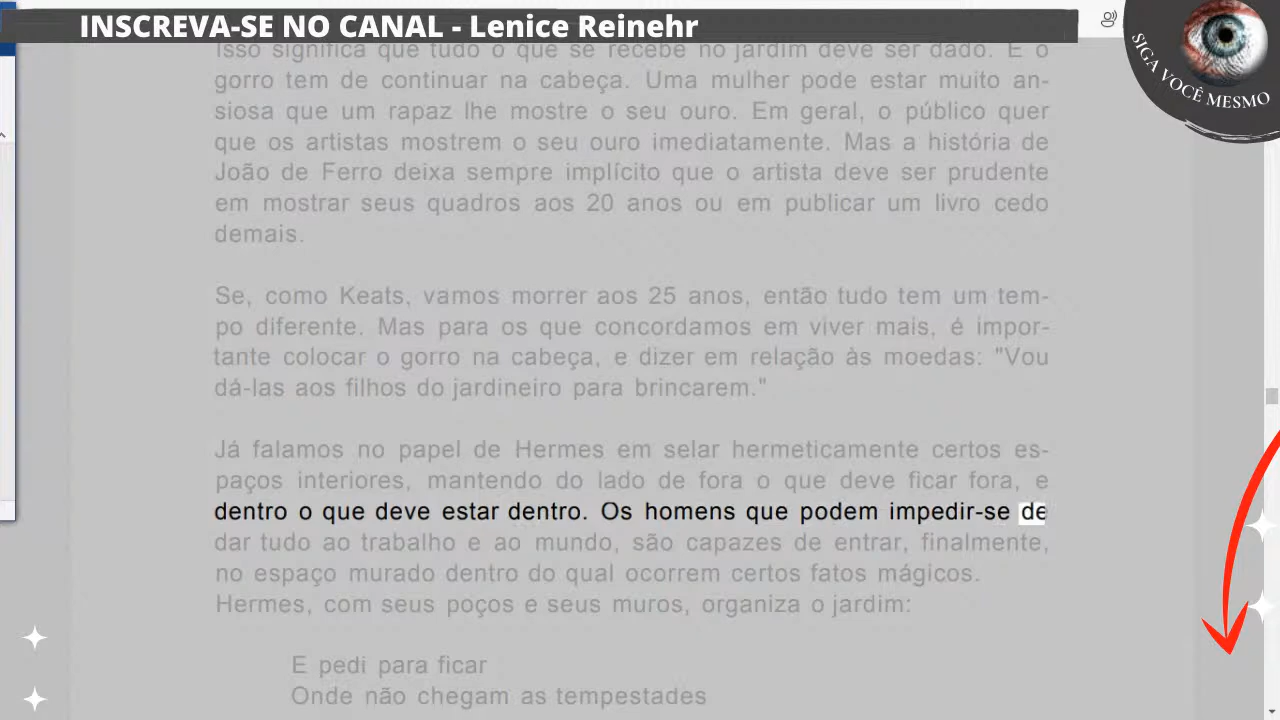 INSCREVA-SE NO CANAL - Lenice Reinehr
SIGA VOCÊ MESMO
Isso significa que tudo o que se recebe no jardim deve ser dado. E o
gorro tem de continuar na cabeça. Uma mulher pode estar muito an-
siosa que um rapaz lhe mostre o seu ouro. Em geral, o público quer
que os artistas mostrem o seu ouro imediatamente. Mas a história de
João de Ferro deixa sempre implícito que o artista deve ser prudente
em mostrar seus quadros aos 20 anos ou em publicar um livro cedo
demais.
Se, como Keats, vamos morrer aos 25 anos, então tudo tem um tem-
po diferente. Mas para os que concordamos em viver mais, é impor-
tante colocar o gorro na cabeça, e dizer em relação às moedas: "Vou
dá-las aos filhos do jardineiro para brincarem."
Já falamos no papel de Hermes em selar hermeticamente certos es-
paços interiores, mantendo do lado de fora o que deve ficar fora, e
dentro o que deve estar dentro. Os homens que podem impedir-se de
dar tudo ao trabalho e ao mundo, são capazes de entrar, finalmente,
no espaço murado dentro do qual ocorrem certos fatos mágicos.
Hermes, com seus poços e seus muros, organiza o jardim:
E pedi para ficar
Onde não chegam as tempestades